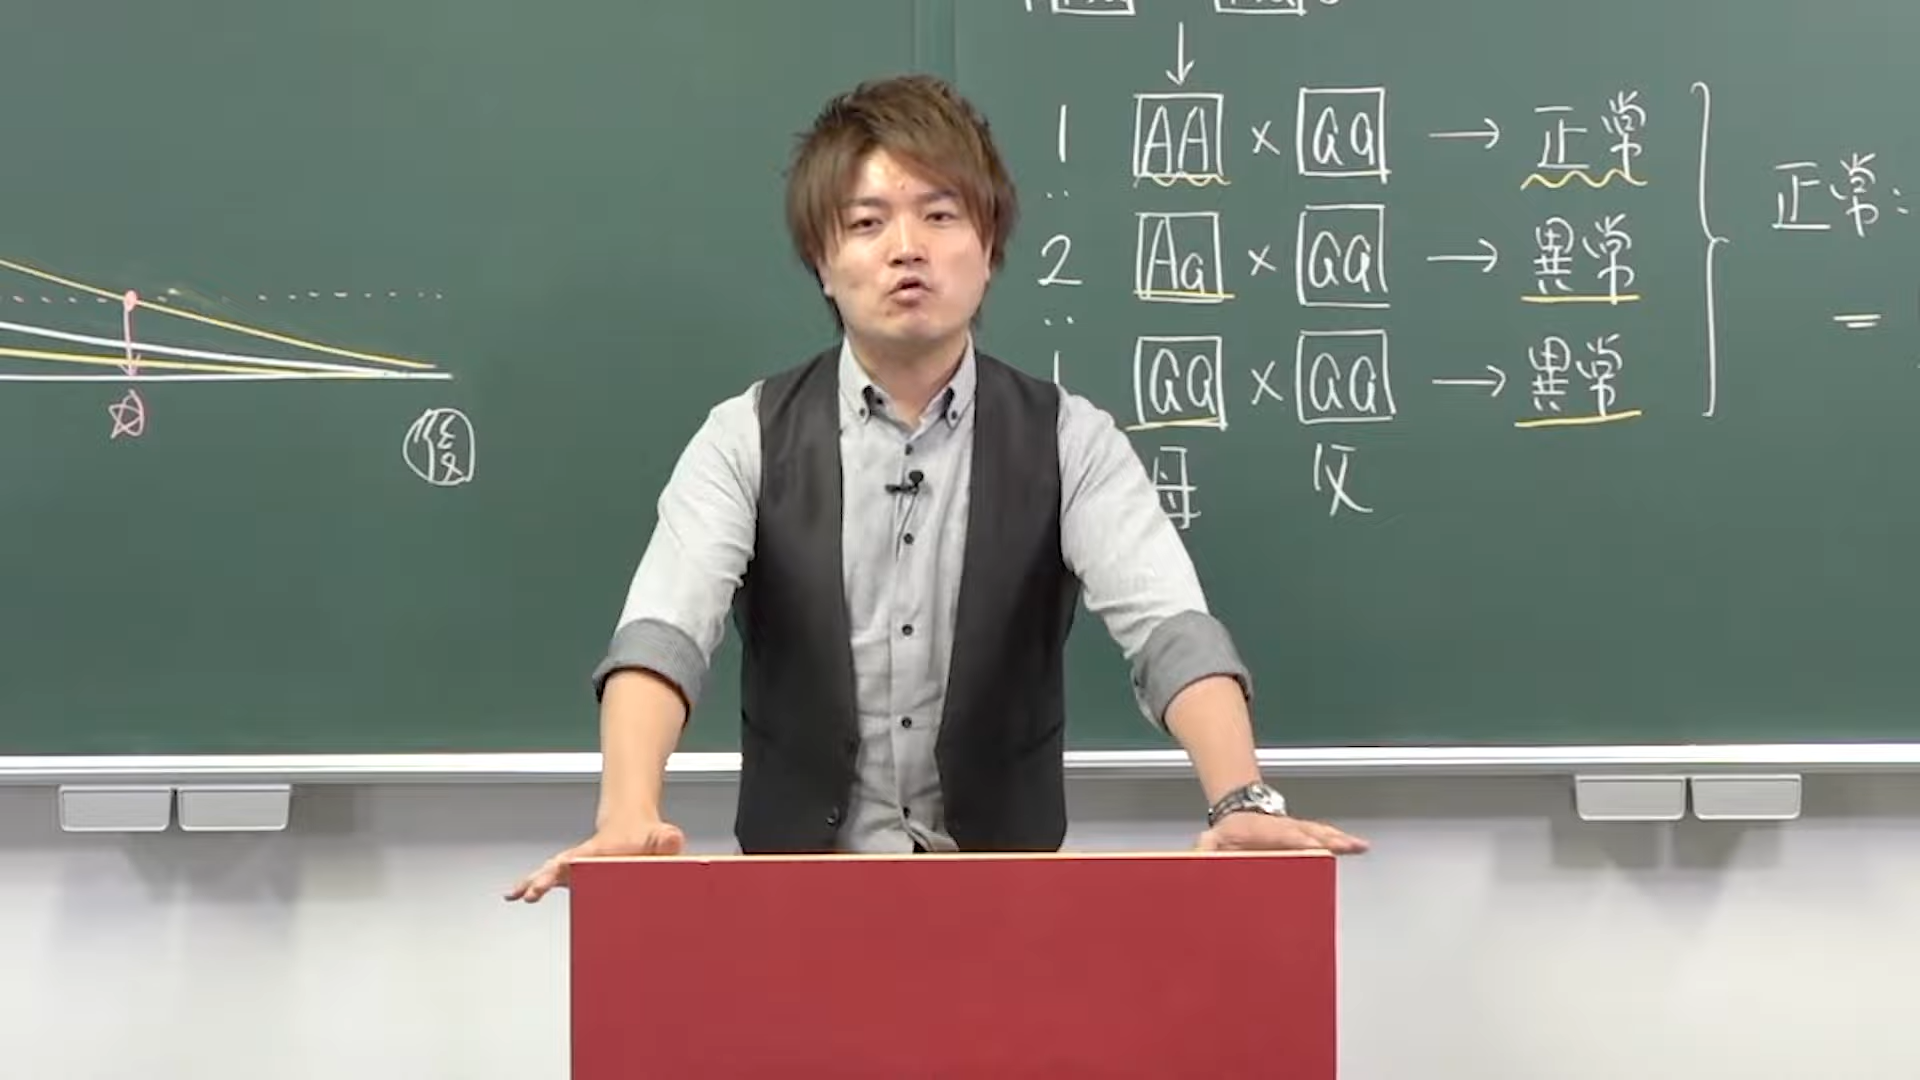 1 AA × aa → 正常
‥
2 Aa × aa → 異常
‥
1 aa × aa → 異常
母 父
正常:
=
後